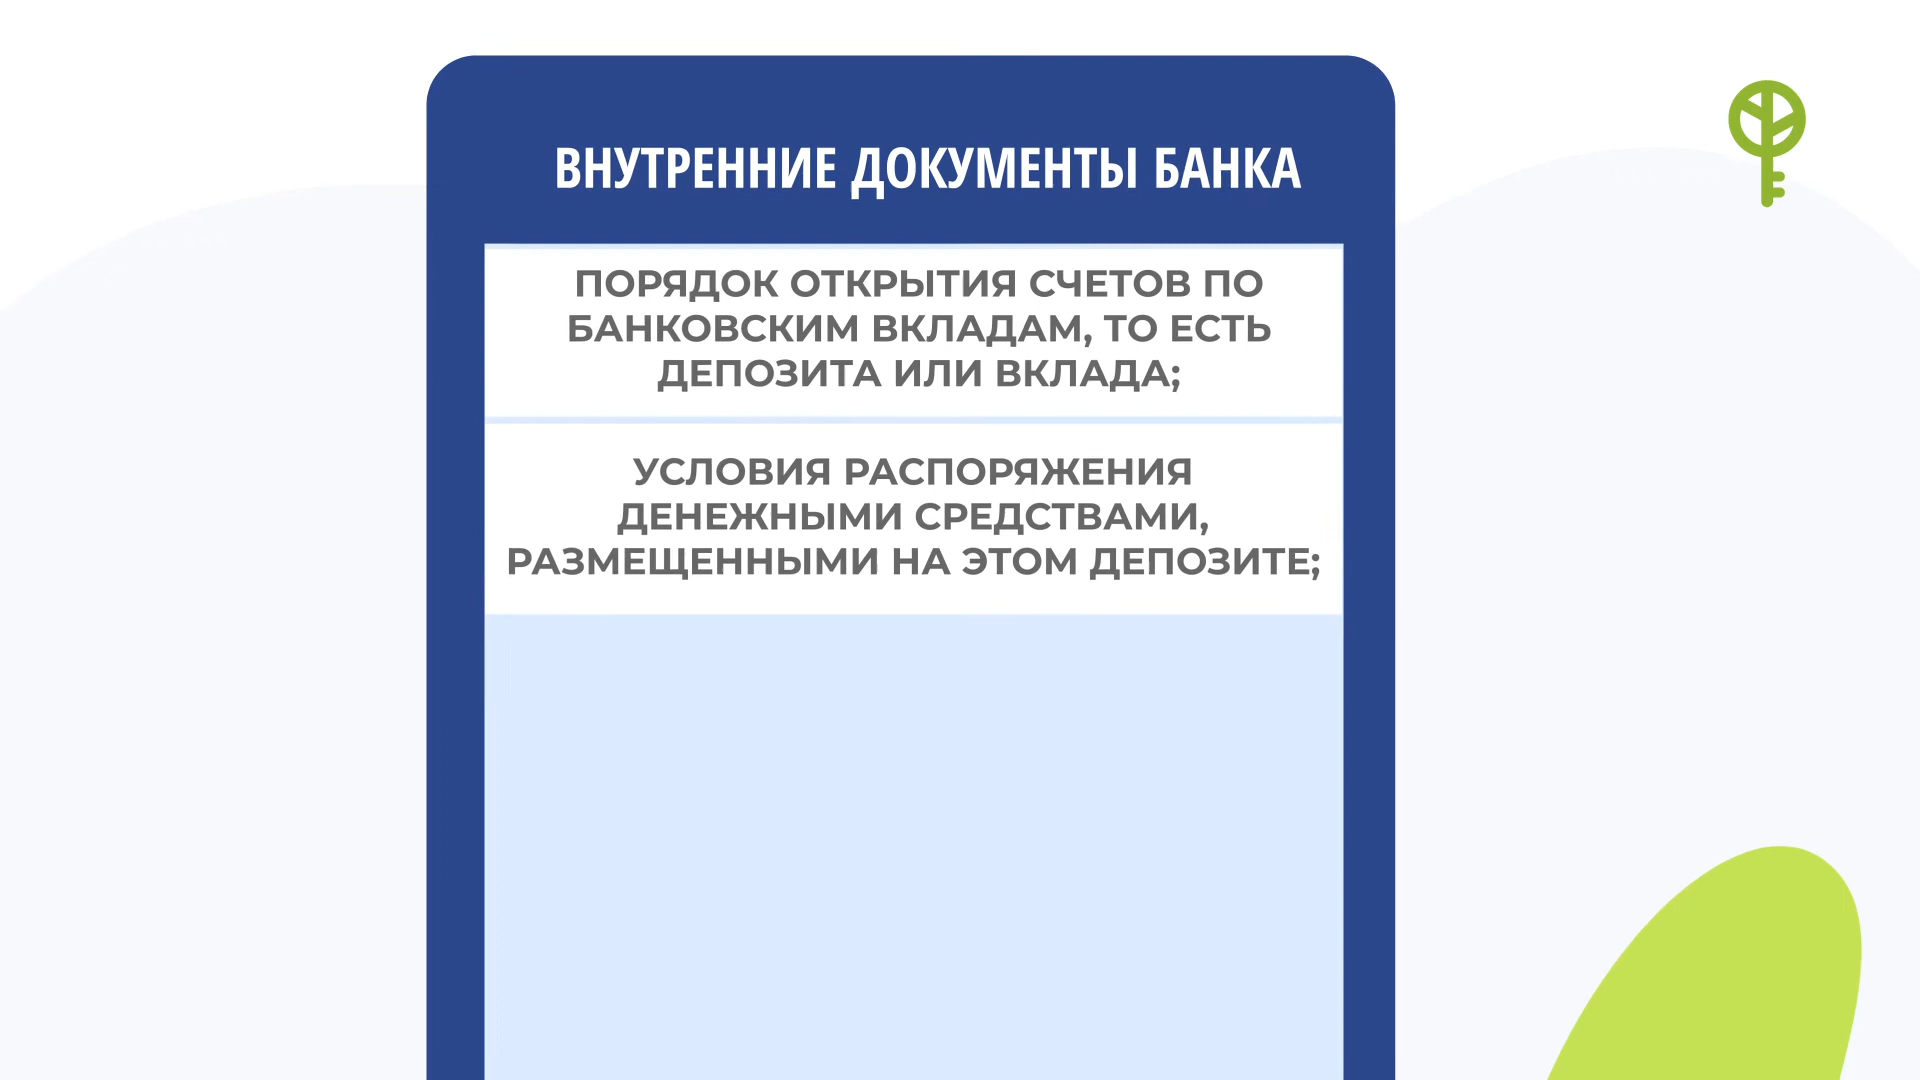 ВНУТРЕННИЕ ДОКУМЕНТЫ БАНКА
ПОРЯДОК ОТКРЫТИЯ СЧЕТОВ ПО
БАНКОВСКИМ ВКЛАДАМ, ТО ЕСТЬ
ДЕПОЗИТА ИЛИ ВКЛАДА;
УСЛОВИЯ РАСПОРЯЖЕНИЯ
ДЕНЕЖНЫМИ СРЕДСТВАМИ,
РАЗМЕЩЕННЫМИ НА ЭТОМ ДЕПОЗИТЕ;